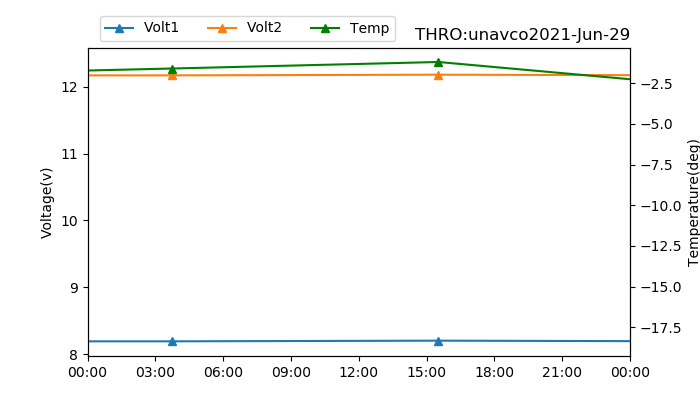 Volt1 Volt2 Temp
THRO:unavco2021-Jun-29
Voltage(v)
12
11
10
9
8
00:00 03:00 06:00 09:00 12:00 15:00 18:00 21:00 00:00
−2.5
−5.0
−7.5
−10.0
−12.5
−15.0
−17.5
Temperature(deg)